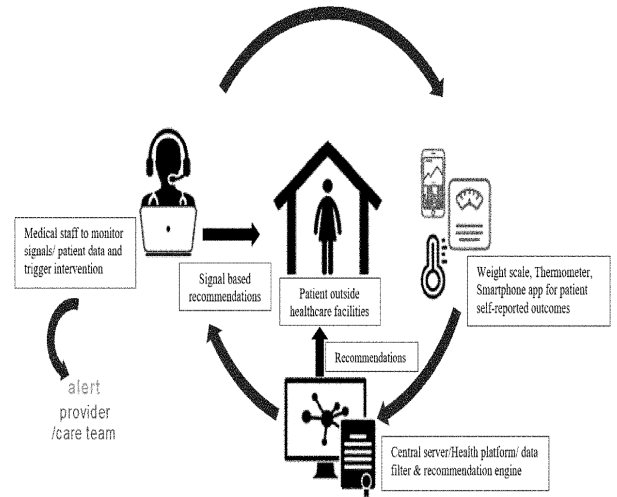 Medical staff to monitor
signals/ patient data and
trigger intervention
Signal based
recommendations
Patient outside
healthcare facilities
Weight scale, Thermometer,
Smartphone app for patient
self-reported outcomes
Recommendations
alert
provider
/care team
Central server/Health platform/ data
filter & recommendation engine